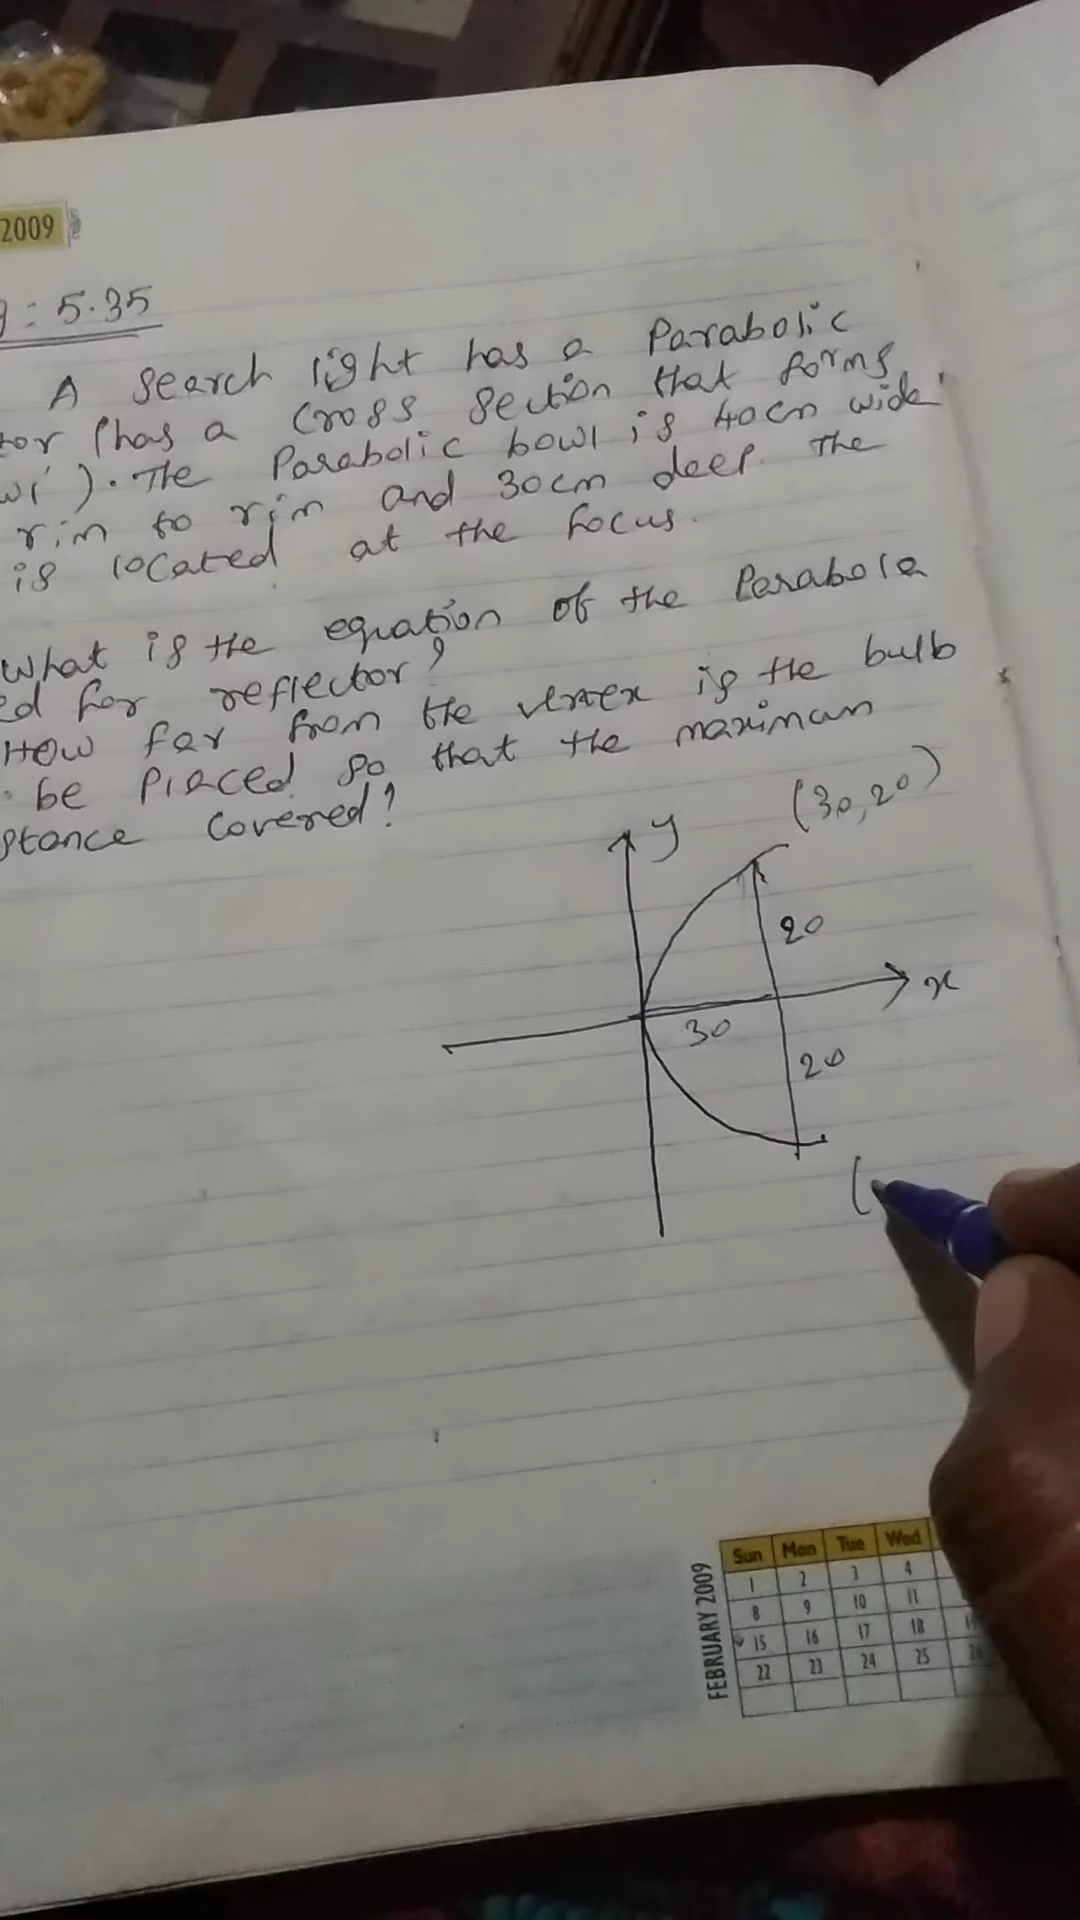 2009
: 5.35
A Search light has a Parabolic
(has a Cross Section that forms
). The Parabolic bowl is 40cm wide
rim to rim and 30cm deep. The
is located at the focus.
What is the equation of the Parabola
ed for reflector?
How far from the vertex is the bulb
be Placed so that the maximum
stance Covered?
(30,20)
y
20
x
30
20
(
FEBRUARY 2009
Sun Mon Tue Wed
1 2 3 4
8 9 10 11
15 16 17 18
22 23 24 25